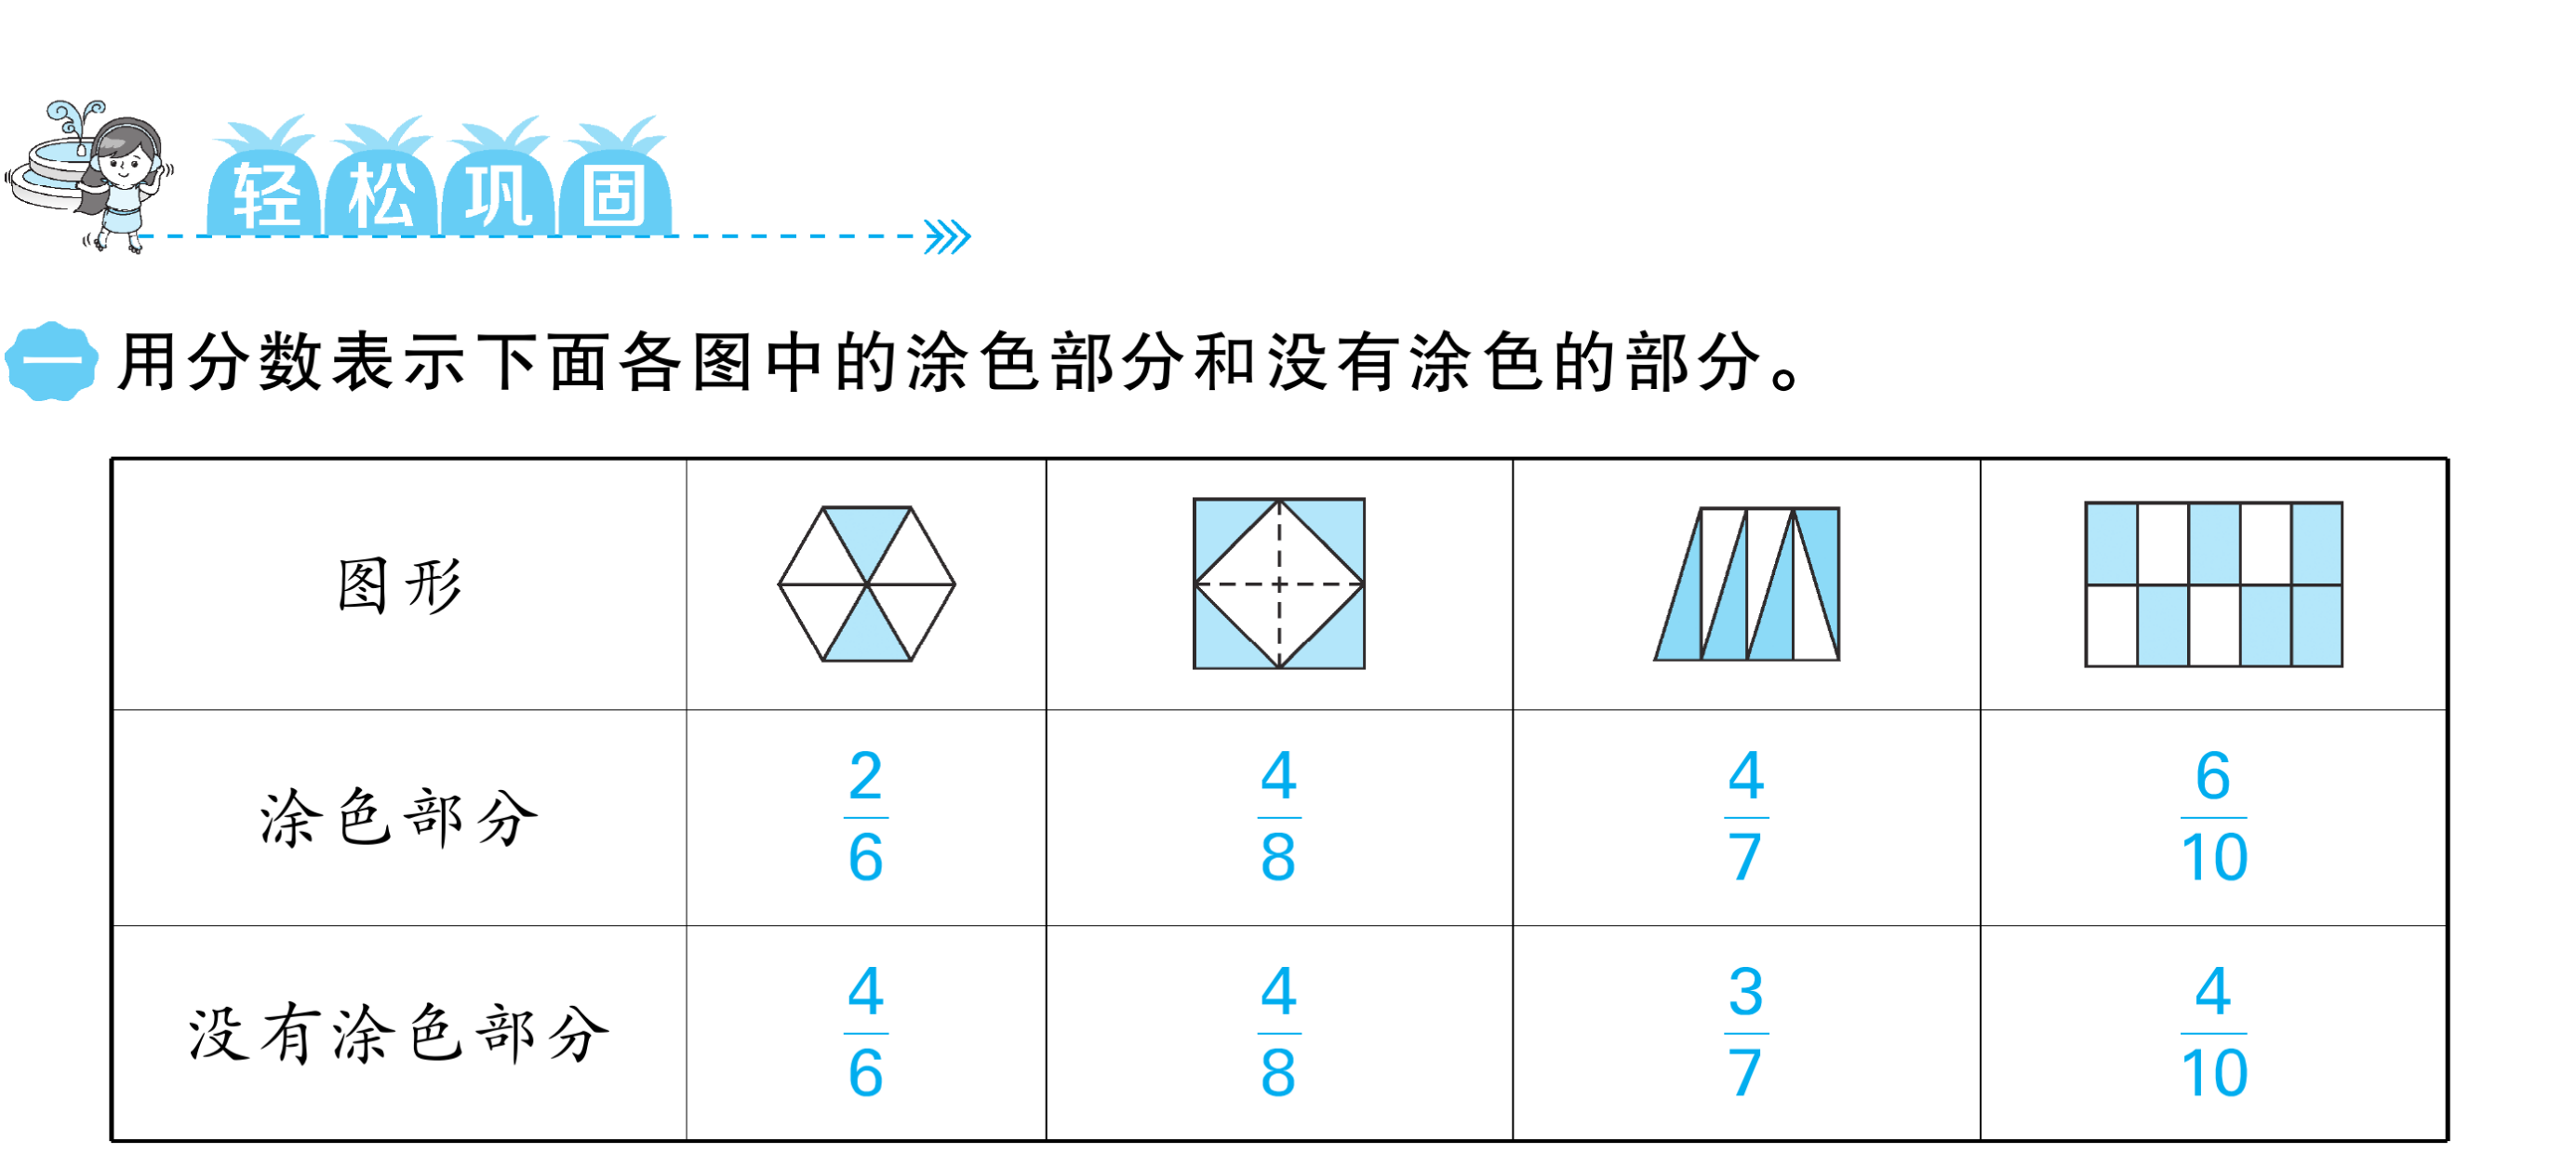 轻松巩固
一 用分数表示下面各图中的涂色部分和没有涂色的部分。
图形
涂色部分 2/6 4/8 4/7 6/10
没有涂色部分 4/6 4/8 3/7 4/10